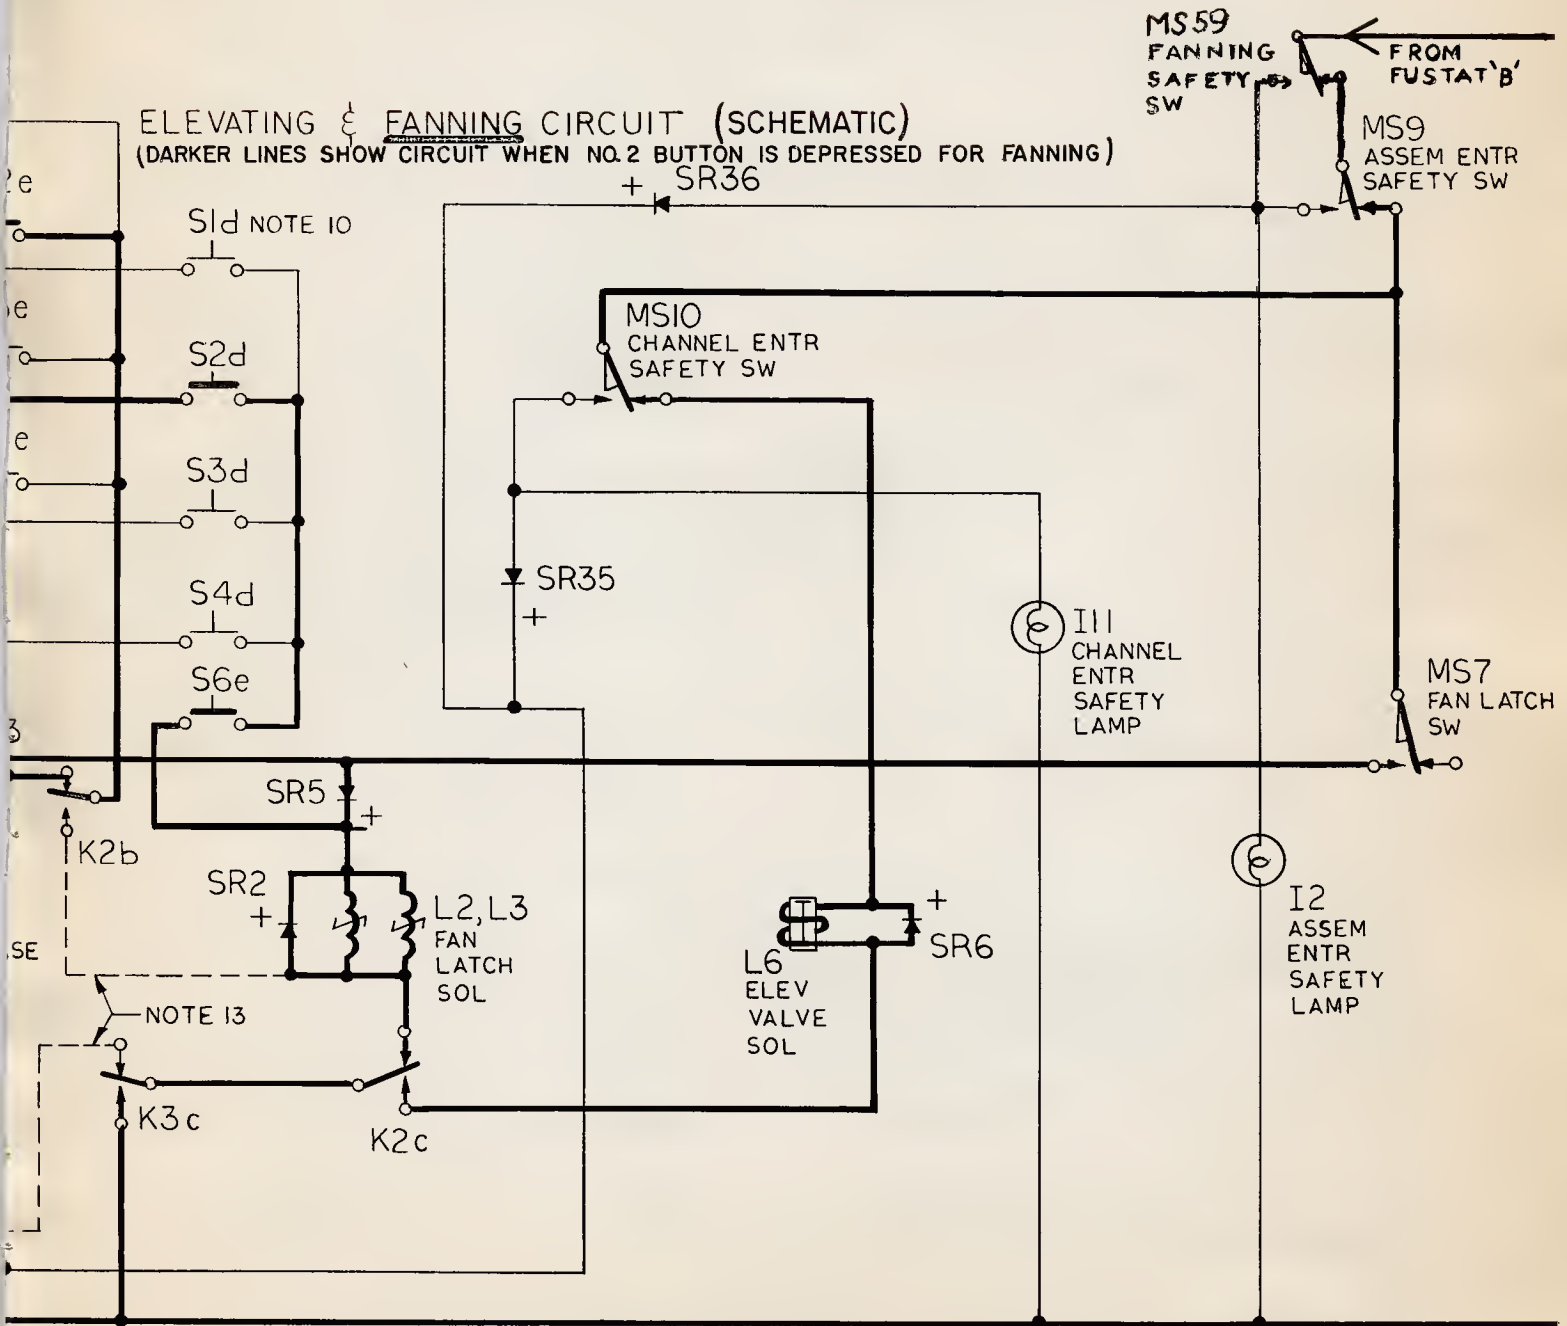 MS59
FANNING
SAFETY
SW
FROM
FUSTAT 'B'
ELEVATING & FANNING CIRCUIT (SCHEMATIC)
(DARKER LINES SHOW CIRCUIT WHEN NO.2 BUTTON IS DEPRESSED FOR FANNING)
MS9
ASSEM ENTR
SAFETY SW
+ SR36
2e
S1d NOTE 10
e
MS10
CHANNEL ENTR
SAFETY SW
S2d
e
S3d
SR35
+
S4d
I11
CHANNEL
ENTR
SAFETY
LAMP
S6e
MS7
FAN LATCH
SW
3
SR5
+
K2b
SR2
+
L2, L3
FAN
LATCH
SOL
+
SR6
I2
ASSEM
ENTR
SAFETY
LAMP
SE
L6
ELEV
VALVE
SOL
NOTE 13
K3c
K2c